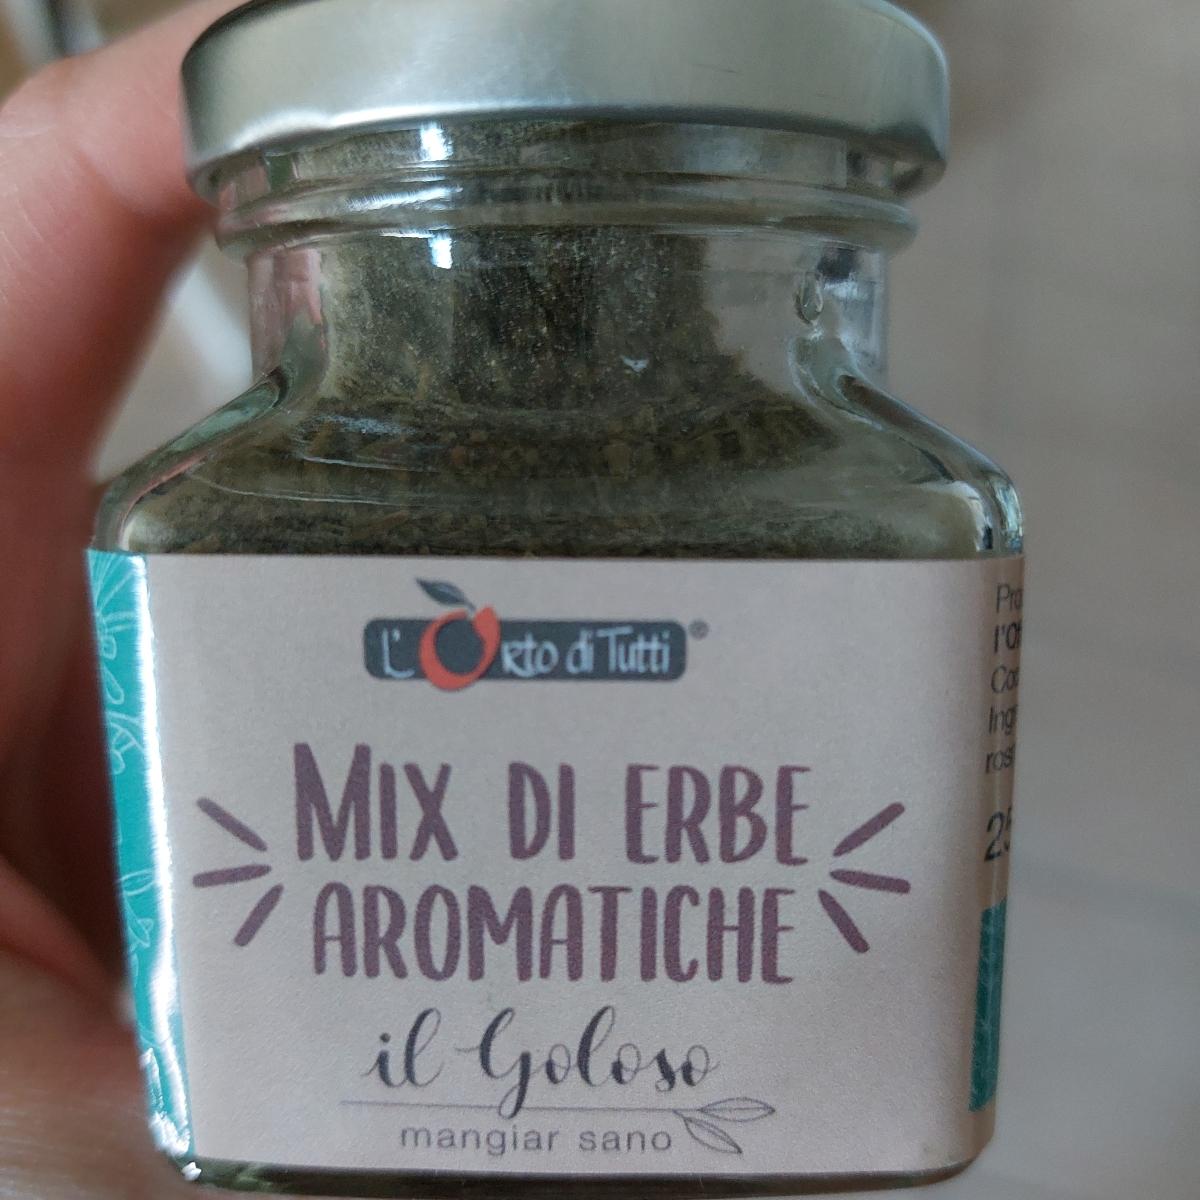 L'Orto di Tutti®
MIX DI ERBE
AROMATICHE
il Goloso
mangiar sano